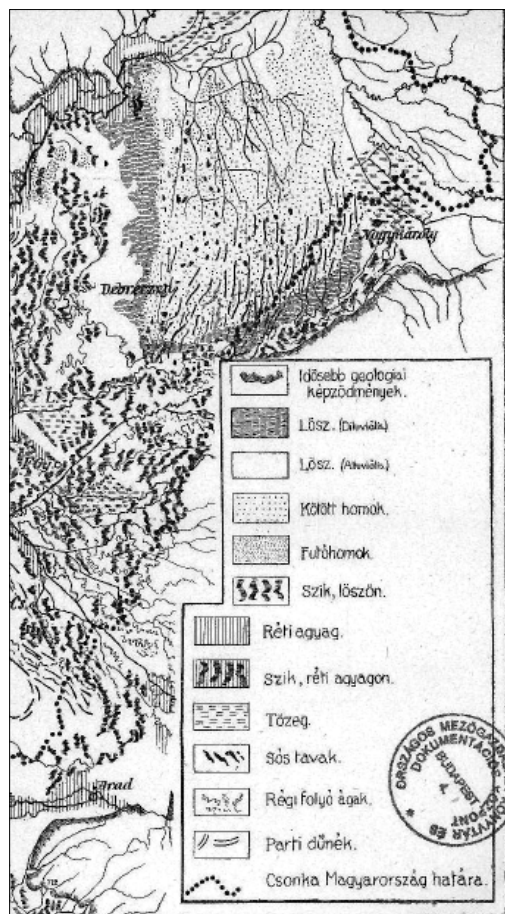 Nagykároly
Debreczen
Idősebb geologiai
képződmények.
Lősz. (Diluviális)
Lősz. (Alluviális)
Kötött homok.
Futóhomok.
Szik, löszön.
Réti agyag.
Szik, réti agyagon.
Tőzeg.
Sós tavak.
Régi folyó ágak.
Parti dűnék.
Csonka Magyarország határa.
Arad
ORSZÁGOS MEZŐGAZDA
KÖNYVTÁR ÉS
DOKUMENTÁCIÓS KÖZPONT
BUDAPEST